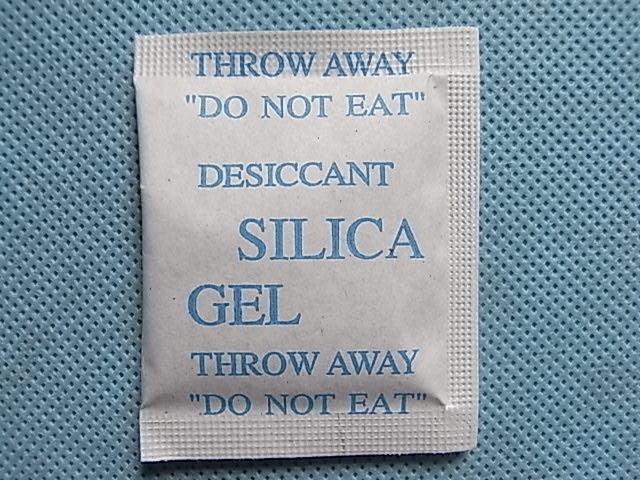 THROW AWAY
"DO NOT EAT"
DESICCANT
SILICA
GEL
THROW AWAY
"DO NOT EAT"